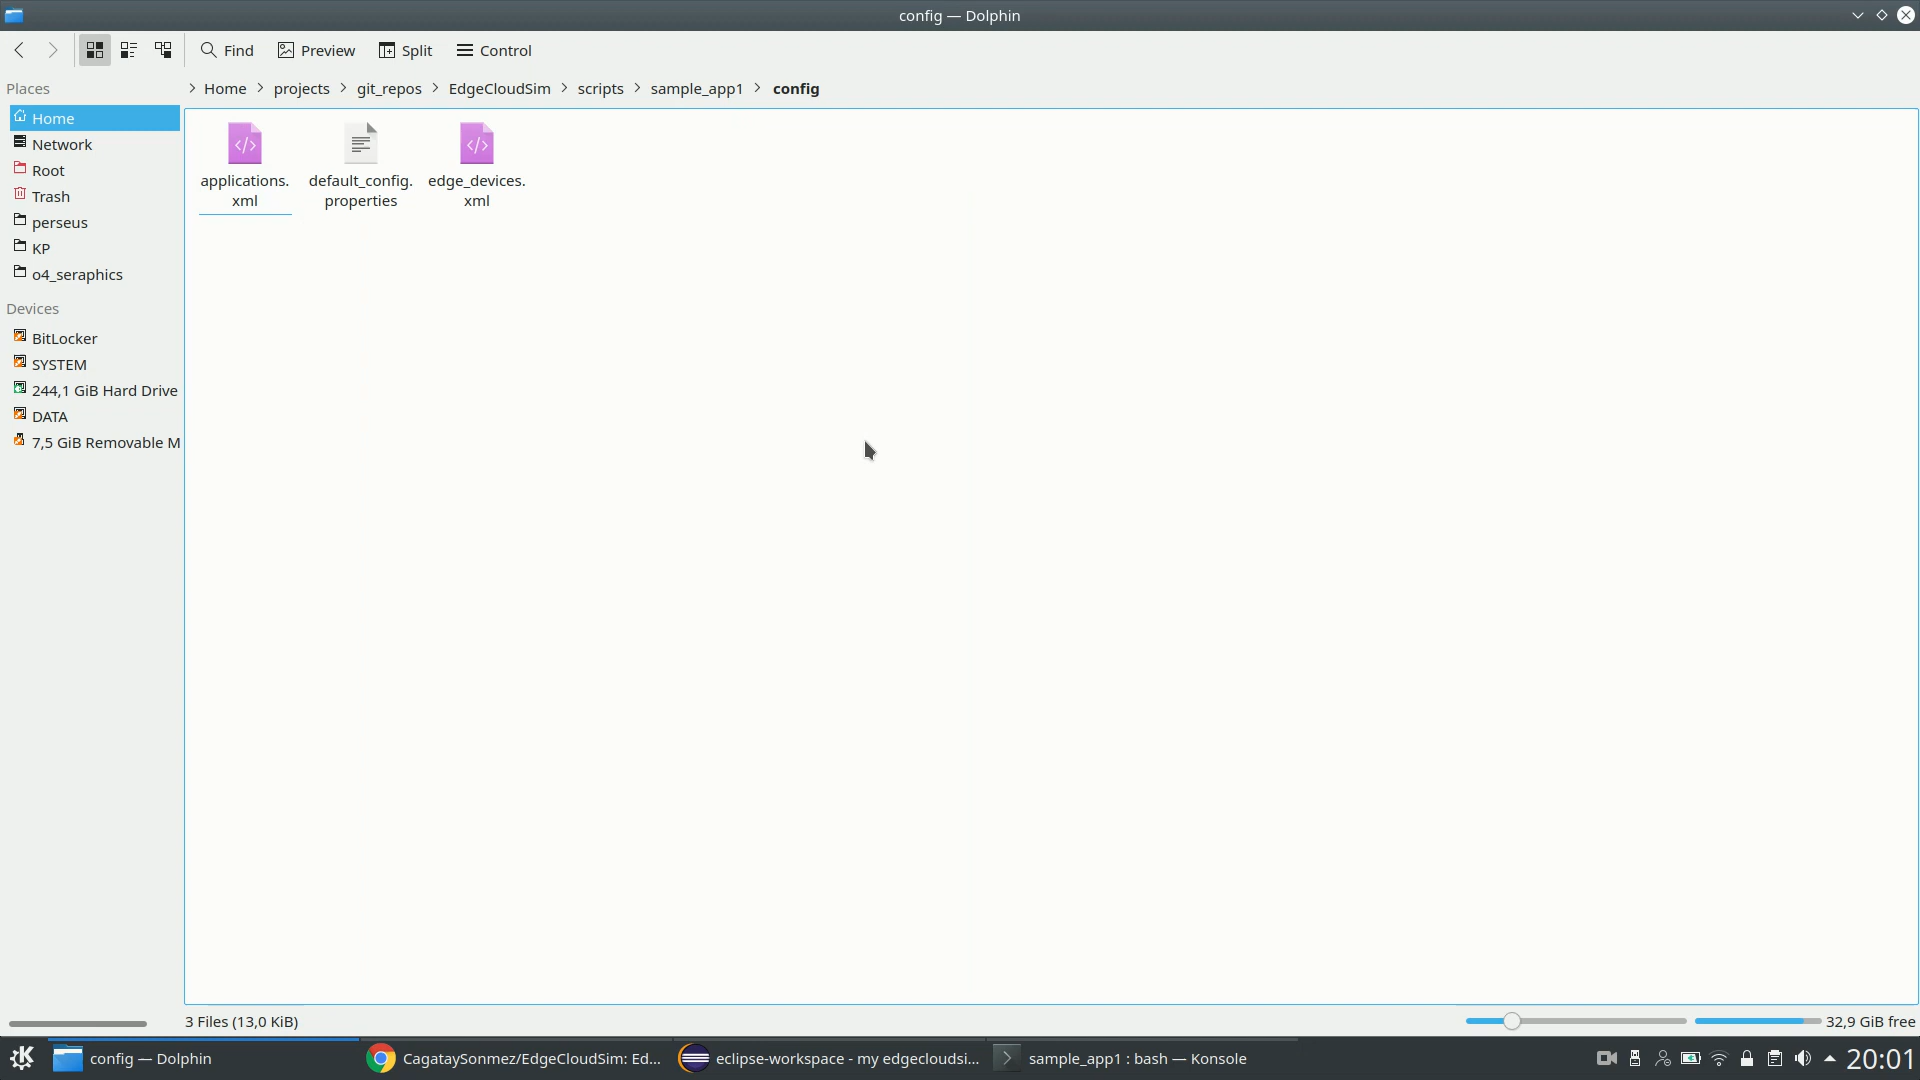 config — Dolphin
Find Preview Split Control
Places
Home
Network
Root
Trash
perseus
KP
o4_seraphics
Devices
BitLocker
SYSTEM
244,1 GiB Hard Drive
DATA
7,5 GiB Removable M
Home projects git_repos EdgeCloudSim scripts sample_app1 config
applications.
xml
default_config.
properties
edge_devices.
xml
3 Files (13,0 KiB)
32,9 GiB free
config — Dolphin
CagataySonmez/EdgeCloudSim: Ed...
eclipse-workspace - my edgecloudsi...
sample_app1 : bash — Konsole
20:01